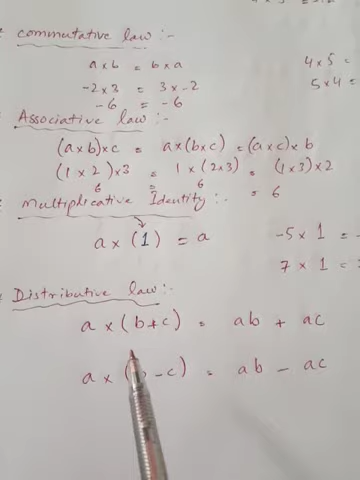 commutative law :-
a × b = b × a
4 × 5 =
-2 × 3 = 3 × -2
5 × 4 =
-6 = -6
Associative law :-
(a×b)×c = a×(b×c) = (a×c)×b
(1×2)×3 = 1×(2×3) = (1×3)×2
6 = 6 = 6
Multiplicative Identity :-
a × (1) = a
-5 × 1 =
7 × 1 =
Distributive law :-
a × (b+c) = ab + ac
a × ( - c) = ab - ac